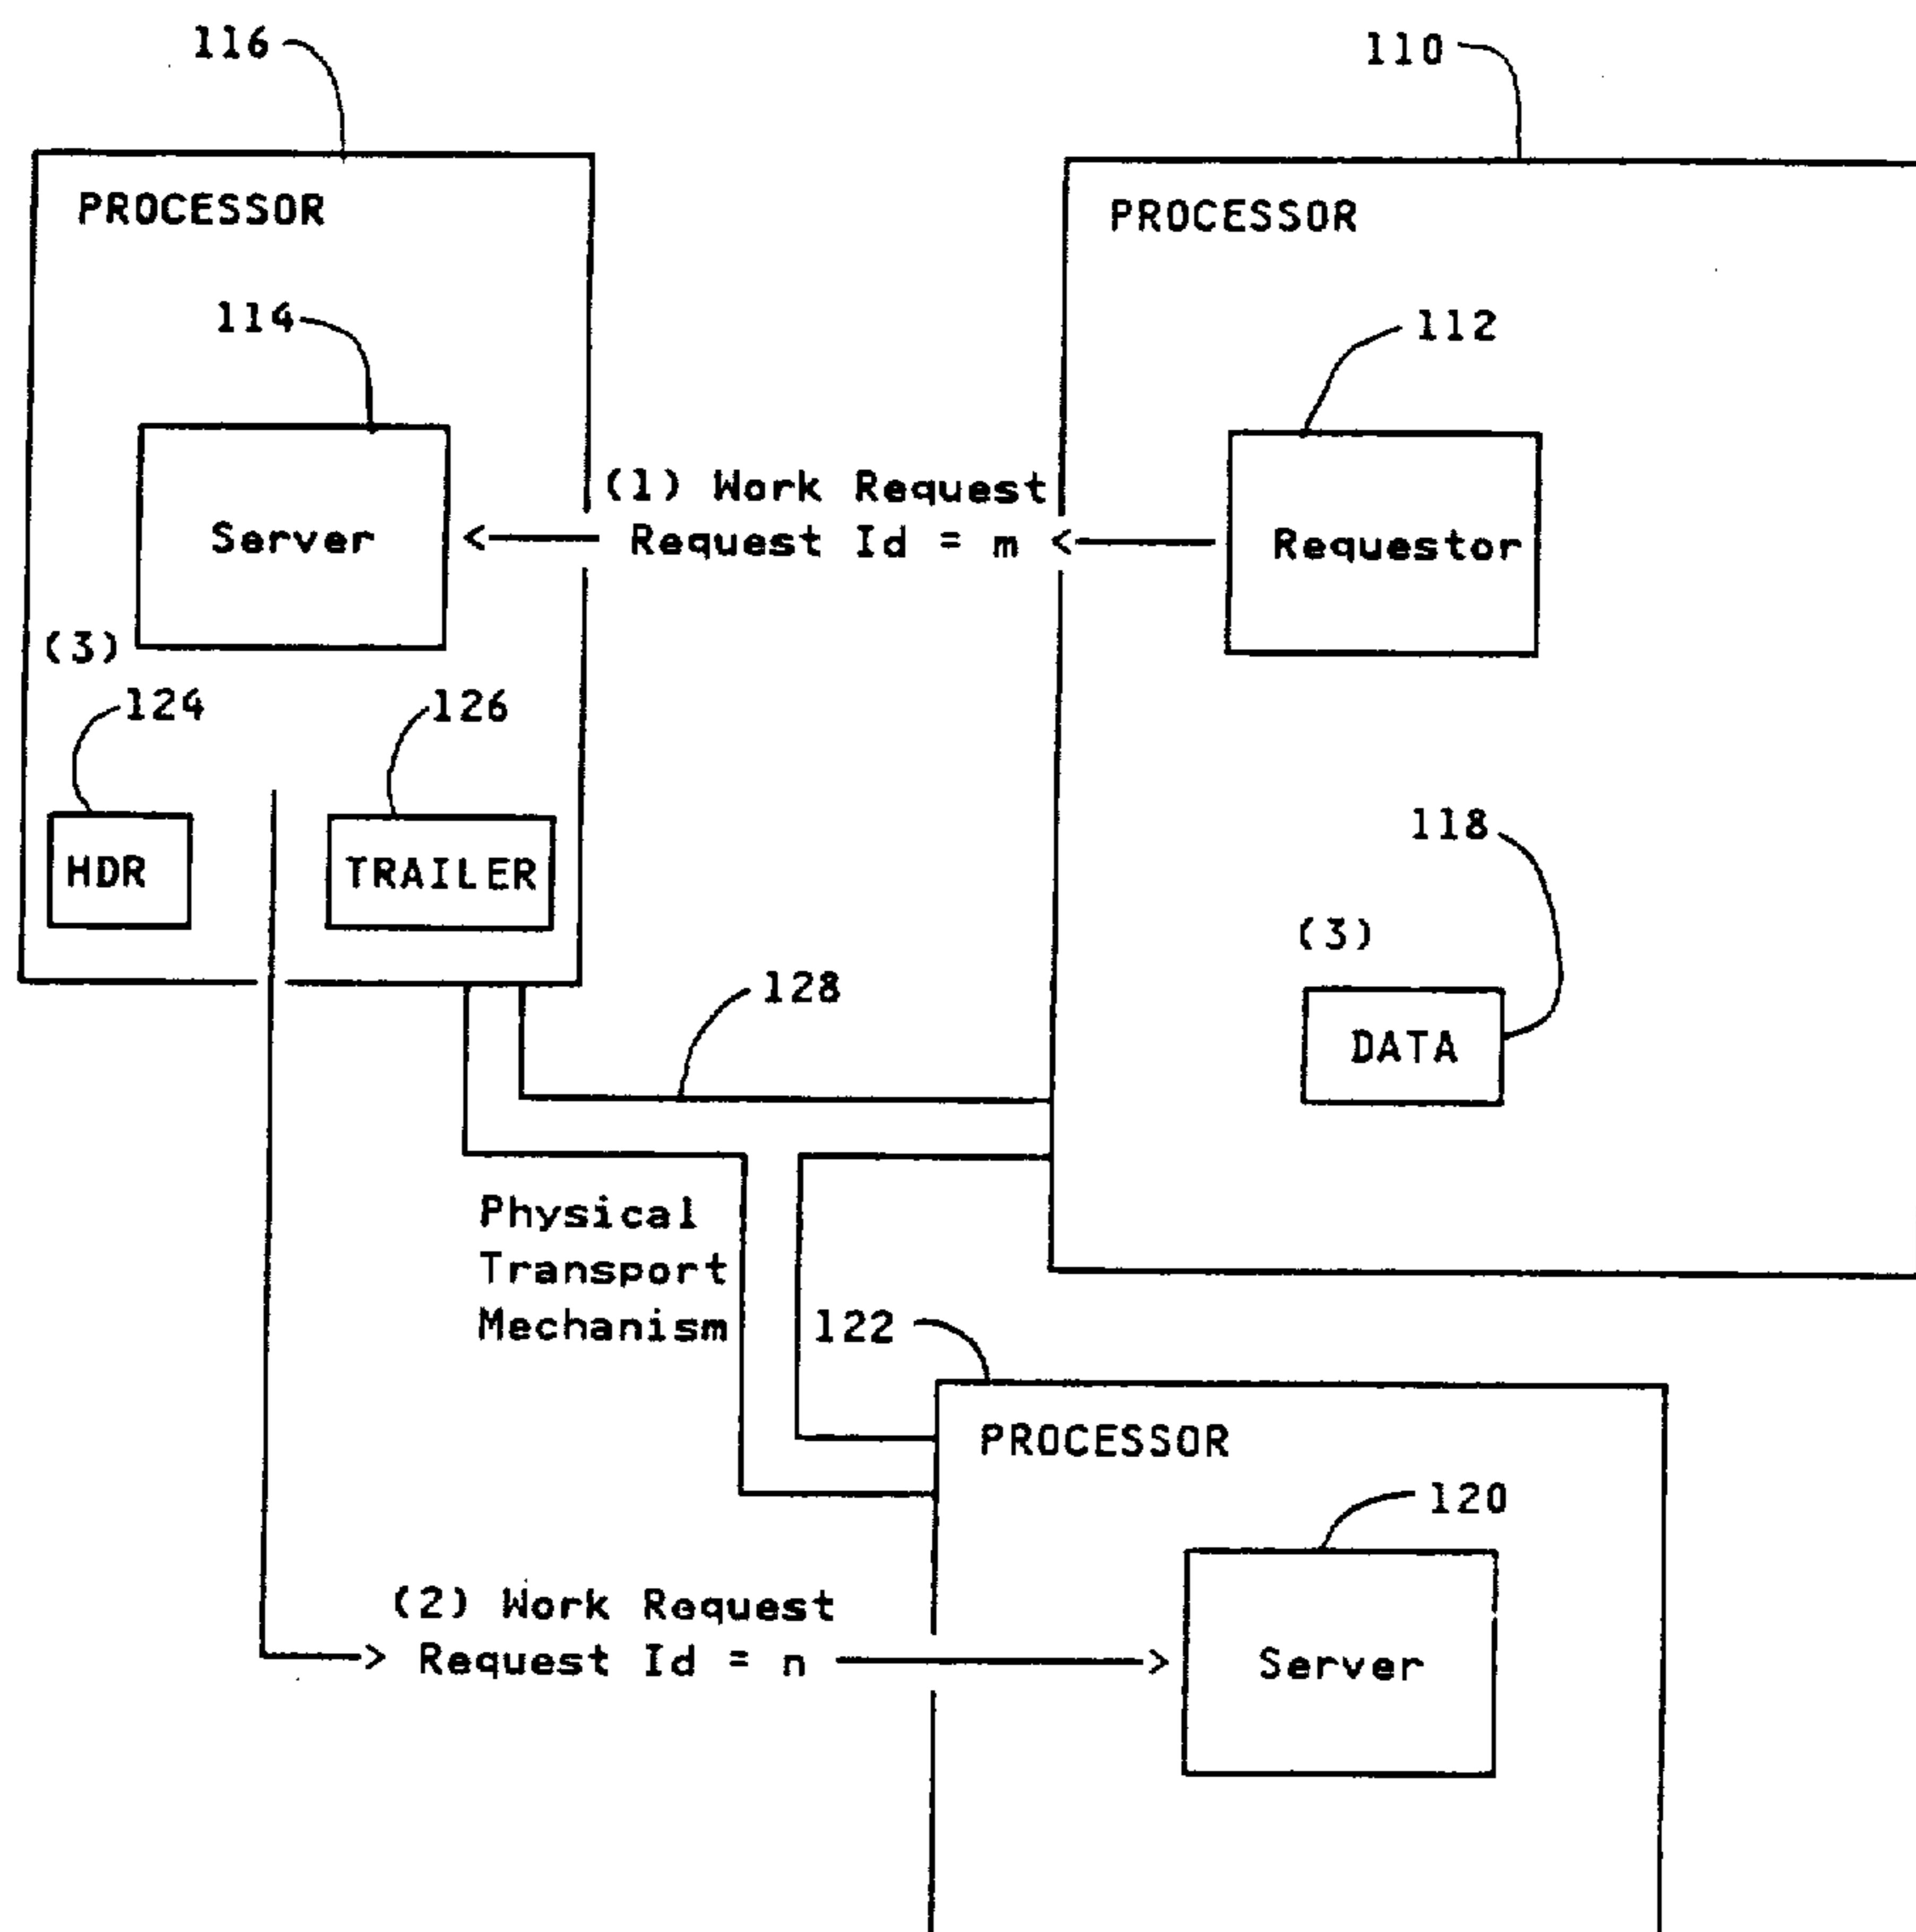 116
110
PROCESSOR
PROCESSOR
114
112
(1) Work Request
Server <
Request Id = m <
Requestor
(3)
124
126
118
HDR
TRAILER
(3)
128
DATA
Physical
Transport
Mechanism
122
PROCESSOR
120
(2) Work Request
> Request Id = n >
Server